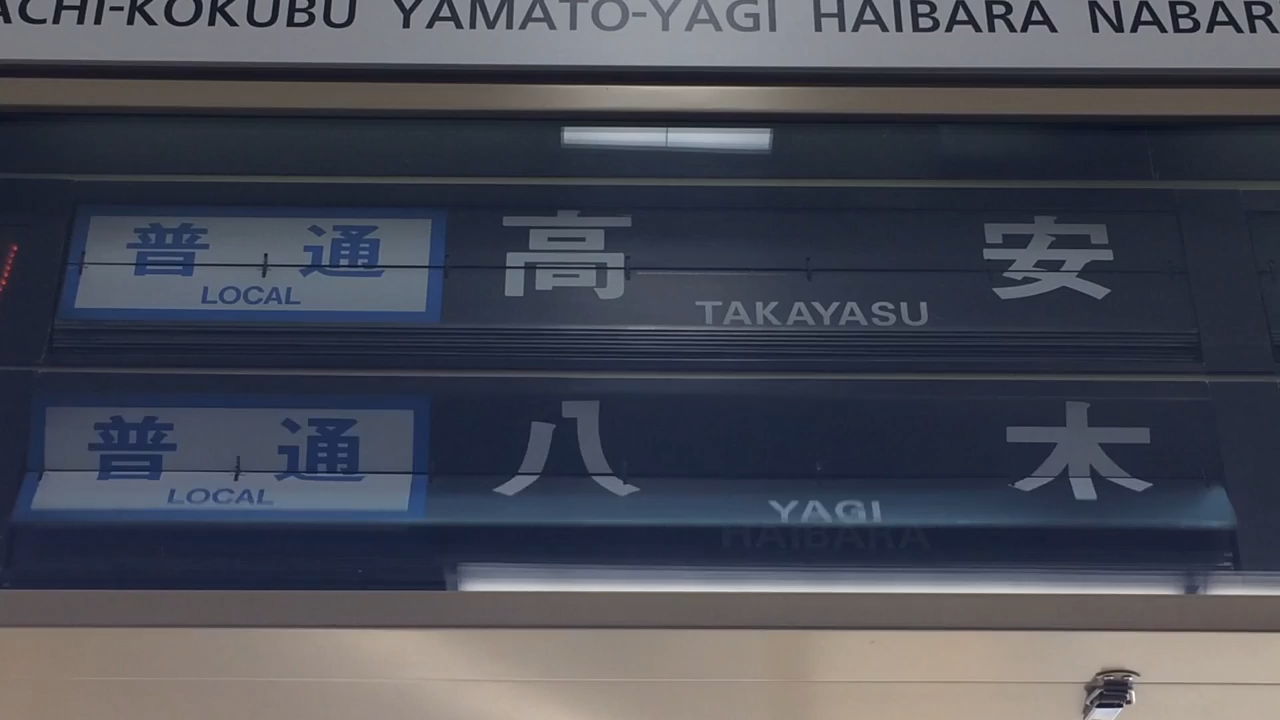 ACHI-KOKUBU YAMATO-YAGI HAIBARA NABAR
普通 高安
LOCAL TAKAYASU
普通 八木
LOCAL YAGI
HAIBARA